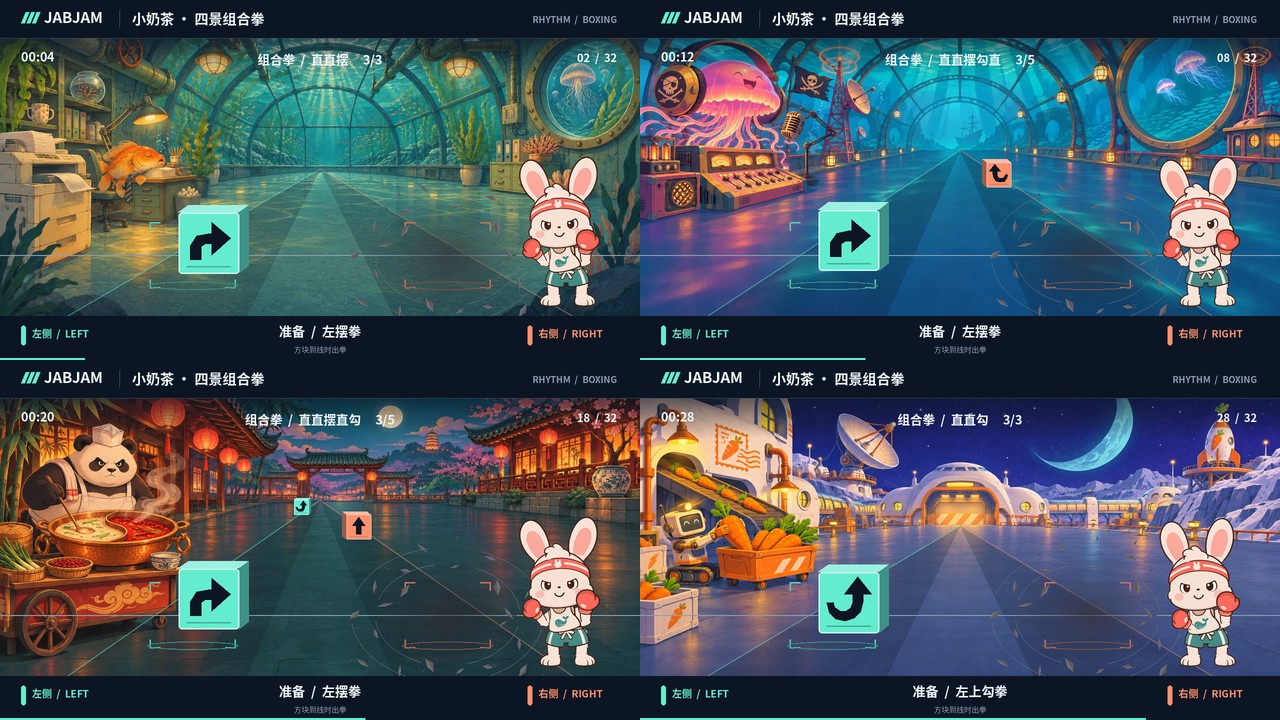 JABJAM
小奶茶 · 四景组合拳
RHYTHM / BOXING
00:04
组合拳 / 直直摆 3/3
02 / 32
左侧 / LEFT
准备 / 左摆拳
方块到线时出拳
右侧 / RIGHT
JABJAM
小奶茶 · 四景组合拳
RHYTHM / BOXING
00:12
组合拳 / 直直摆勾直 3/5
08 / 32
左侧 / LEFT
准备 / 左摆拳
方块到线时出拳
右侧 / RIGHT
JABJAM
小奶茶 · 四景组合拳
RHYTHM / BOXING
00:20
组合拳 / 直直摆直勾 3/5
18 / 32
左侧 / LEFT
准备 / 左摆拳
方块到线时出拳
右侧 / RIGHT
JABJAM
小奶茶 · 四景组合拳
RHYTHM / BOXING
00:28
组合拳 / 直直勾 3/3
28 / 32
左侧 / LEFT
准备 / 左上勾拳
方块到线时出拳
右侧 / RIGHT